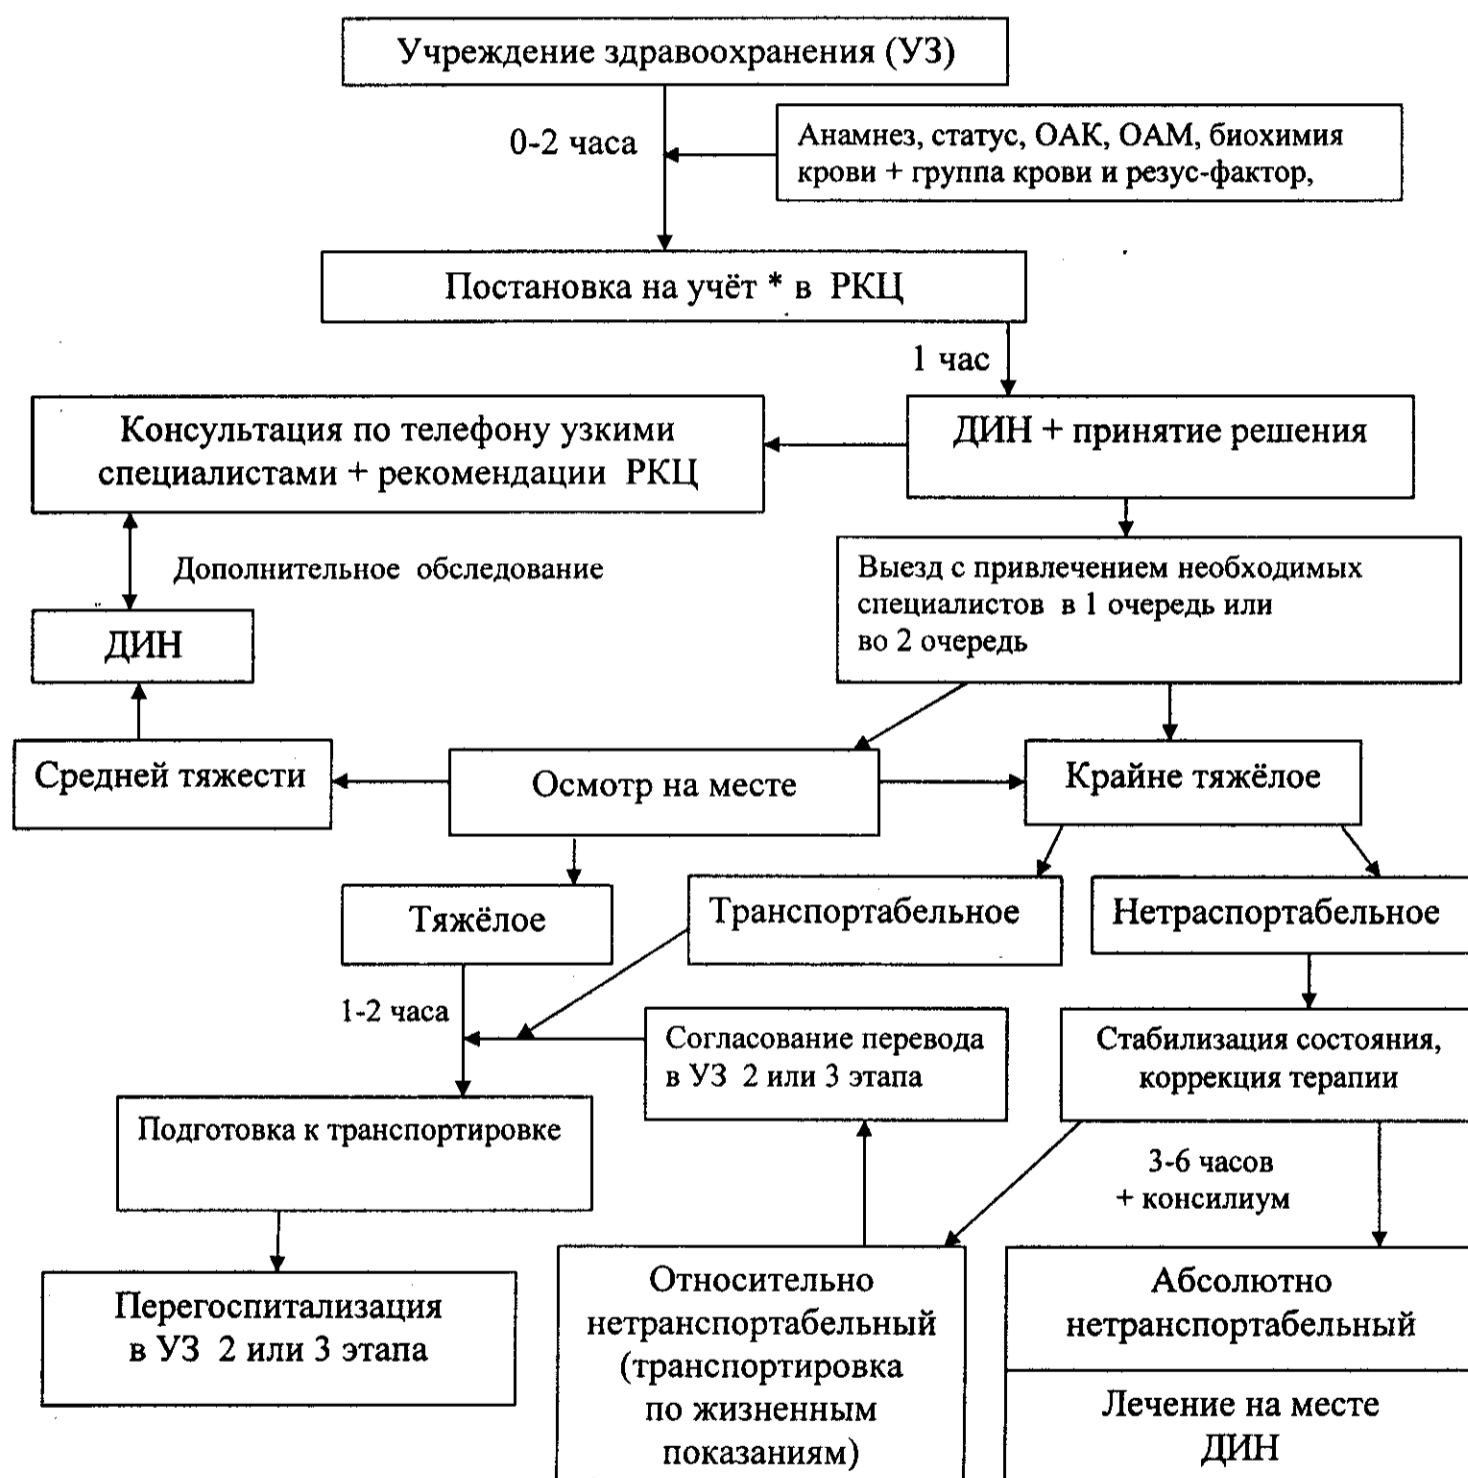 Учреждение здравоохранения (УЗ)
0-2 часа
Анамнез, статус, ОАК, ОАМ, биохимия
крови + группа крови и резус-фактор,
Постановка на учёт * в РКЦ
1 час
Консультация по телефону узкими
специалистами + рекомендации РКЦ
ДИН + принятие решения
Дополнительное обследование
Выезд с привлечением необходимых
специалистов в 1 очередь или
во 2 очередь
ДИН
Средней тяжести
Осмотр на месте
Крайне тяжёлое
Тяжёлое
Транспортабельное
Нетраспортабельное
1-2 часа
Согласование перевода
в УЗ 2 или 3 этапа
Стабилизация состояния,
коррекция терапии
Подготовка к транспортировке
3-6 часов
+ консилиум
Перегоспитализация
в УЗ 2 или 3 этапа
Относительно
нетранспортабельный
(транспортировка
по жизненным
показаниям)
Абсолютно
нетранспортабельный
Лечение на месте
ДИН